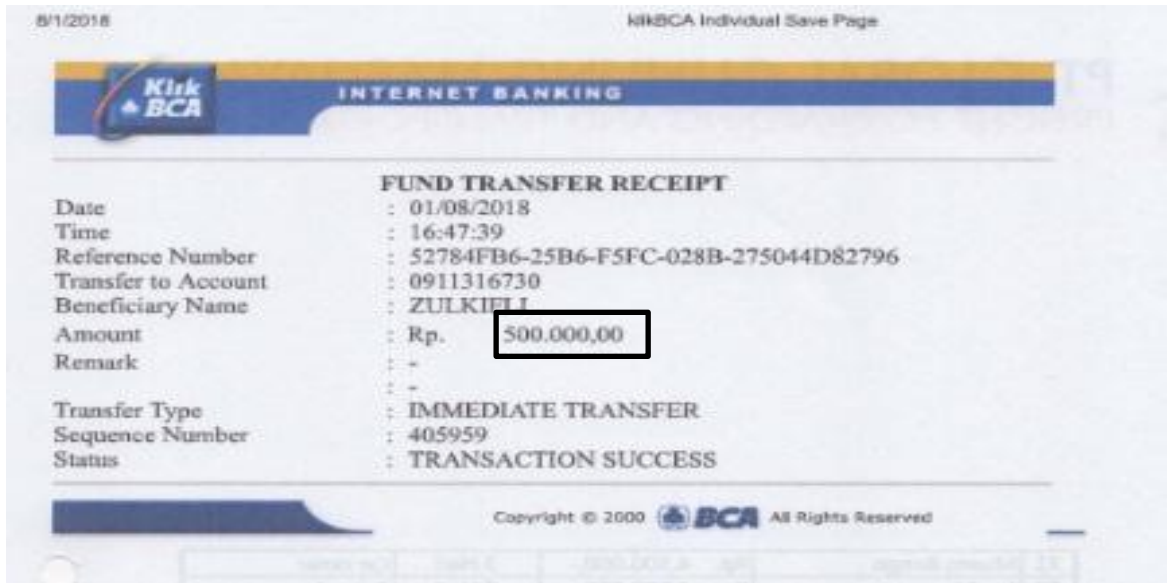 8/1/2018 klikBCA Individual Save Page
Klik
BCA INTERNET BANKING
FUND TRANSFER RECEIPT
Date : 01/08/2018
Time : 16:47:39
Reference Number : 52784FB6-25B6-F5FC-028B-275044D82796
Transfer to Account : 0911316730
Beneficiary Name : ZULKIFLI
Amount : Rp. 500.000,00
Remark : -
: -
Transfer Type : IMMEDIATE TRANSFER
Sequence Number : 405959
Status : TRANSACTION SUCCESS
Copyright © 2000 BCA All Rights Reserved